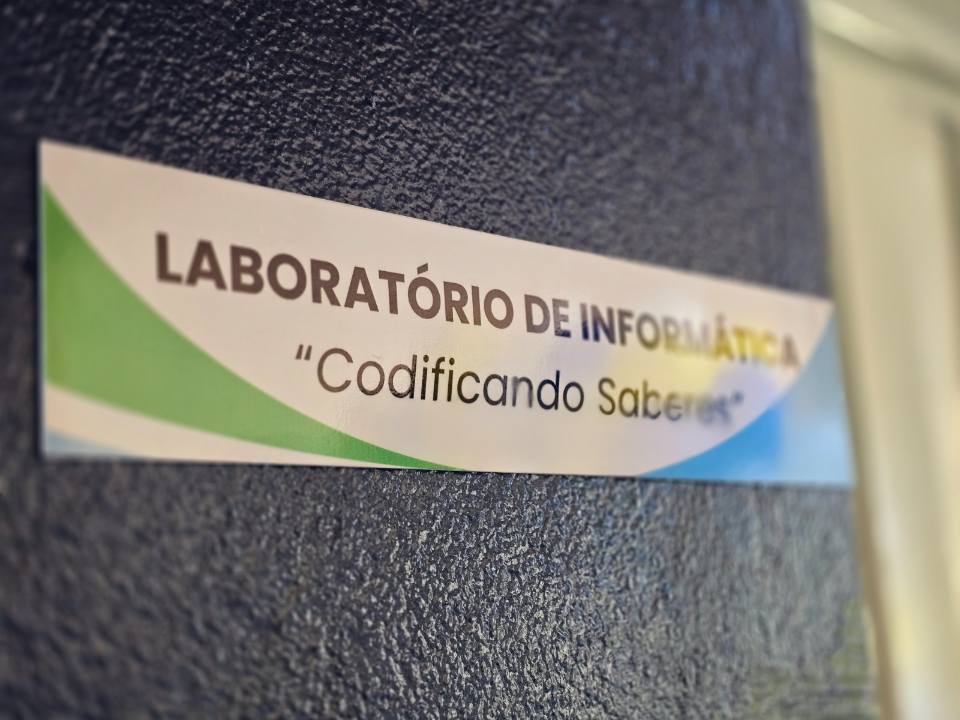 LABORATÓRIO DE INFORMÁTICA
“Codificando Saberes”